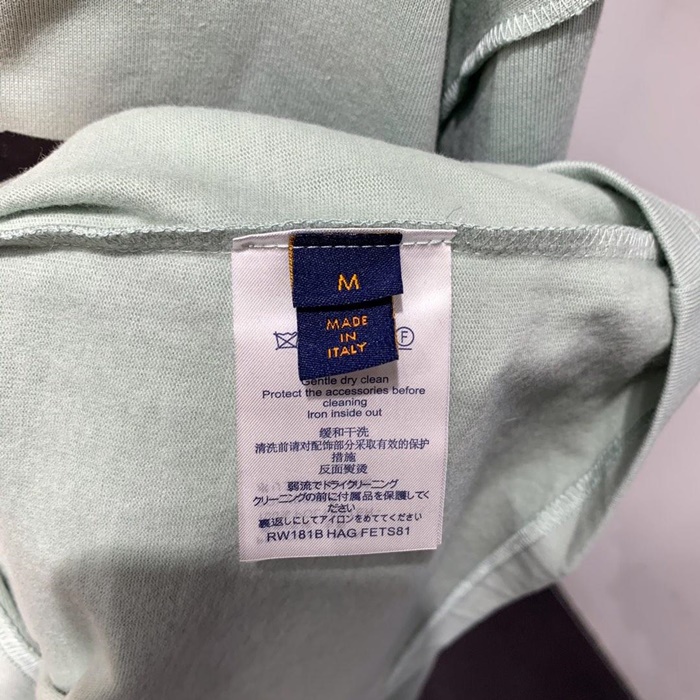 M
MADE
IN
ITALY
F
Gentle dry clean
Protect the accessories before
cleaning
Iron inside out
缓和干洗
清洗前请对配饰部分采取有效的保护
措施
反面熨烫
弱流でドライクリーニング
クリーニングの前に付属品を保護してく
ださい
裏返しにしてアイロンをめててください
RW181B HAG FETS81